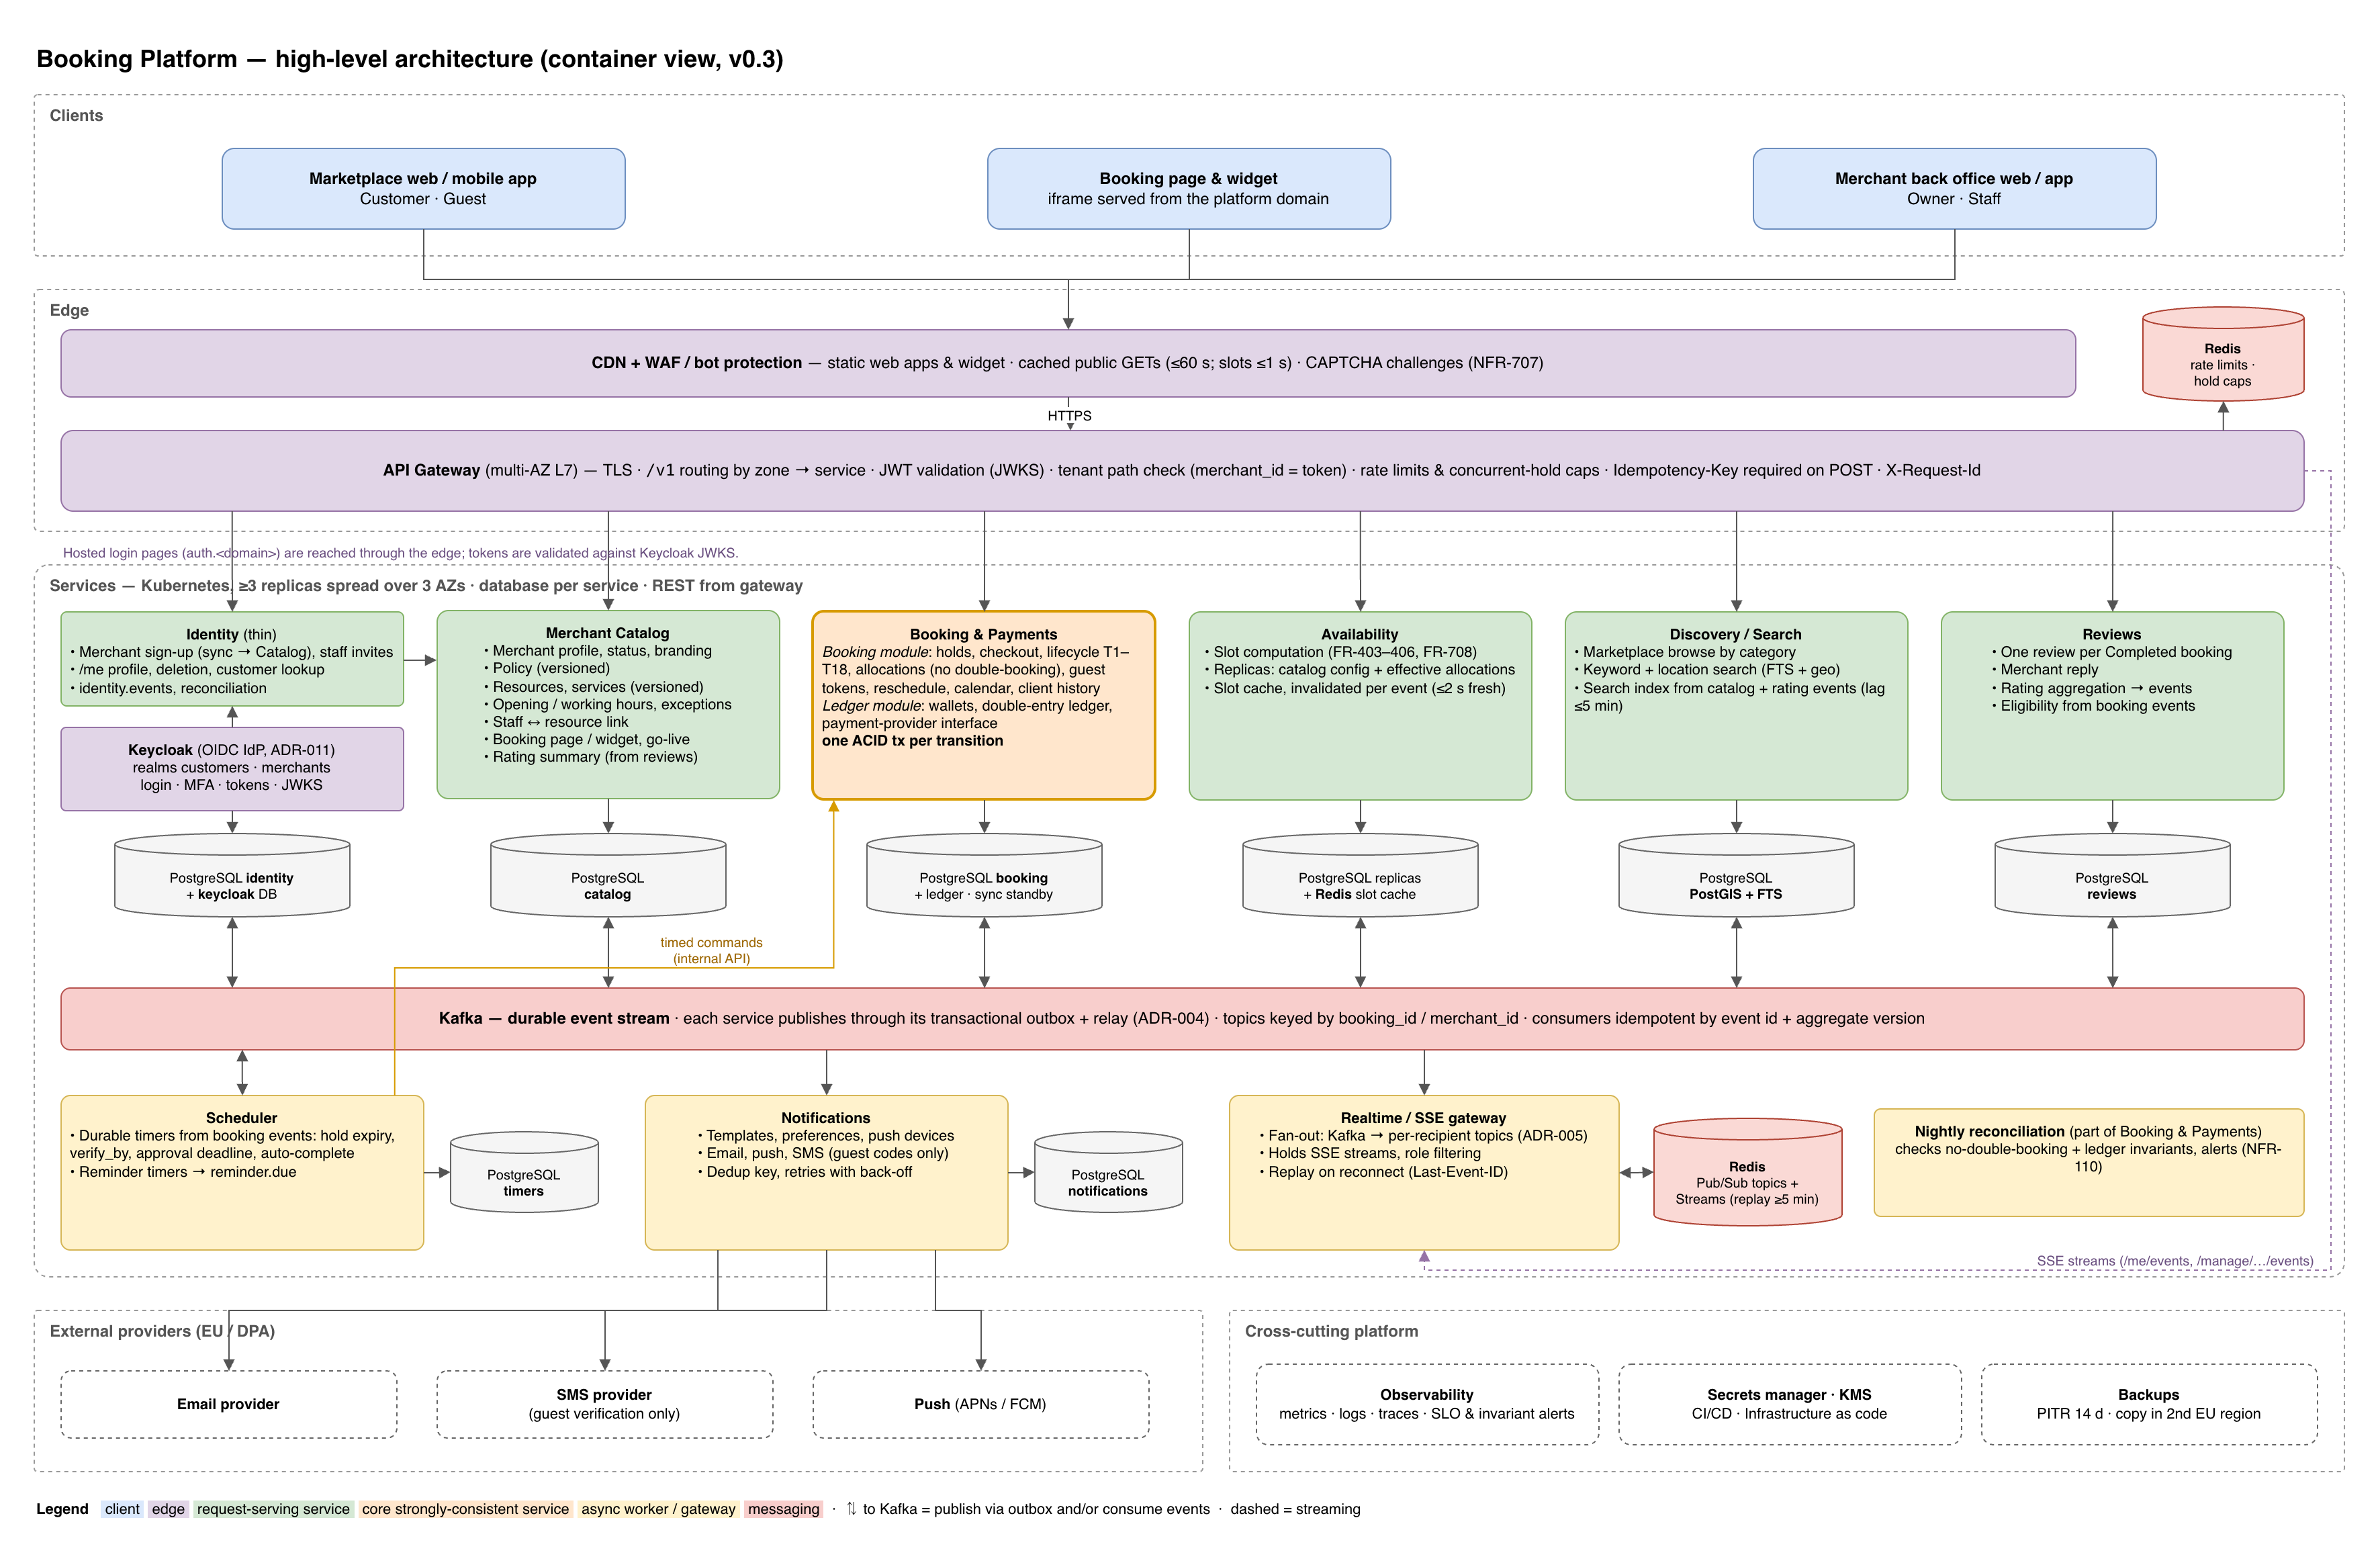 Booking Platform — high-level architecture (container view, v0.3)
Clients
Marketplace web / mobile app
Customer · Guest
Booking page & widget
iframe served from the platform domain
Merchant back office web / app
Owner · Staff
Edge
CDN + WAF / bot protection — static web apps & widget · cached public GETs (≤60 s; slots ≤1 s) · CAPTCHA challenges (NFR-707)
Redis
rate limits ·
hold caps
HTTPS
API Gateway (multi-AZ L7) — TLS · /v1 routing by zone → service · JWT validation (JWKS) · tenant path check (merchant_id = token) · rate limits & concurrent-hold caps · Idempotency-Key required on POST · X-Request-Id
Hosted login pages (auth.<domain>) are reached through the edge; tokens are validated against Keycloak JWKS.
Services — Kubernetes, ≥3 replicas spread over 3 AZs · database per service · REST from gateway
Identity (thin)
• Merchant sign-up (sync → Catalog), staff invites
• /me profile, deletion, customer lookup
• identity.events, reconciliation
Keycloak (OIDC IdP, ADR-011)
realms customers · merchants
login · MFA · tokens · JWKS
Merchant Catalog
• Merchant profile, status, branding
• Policy (versioned)
• Resources, services (versioned)
• Opening / working hours, exceptions
• Staff ↔ resource link
• Booking page / widget, go-live
• Rating summary (from reviews)
Booking & Payments
Booking module: holds, checkout, lifecycle T1–
T18, allocations (no double-booking), guest
tokens, reschedule, calendar, client history
Ledger module: wallets, double-entry ledger,
payment-provider interface
one ACID tx per transition
Availability
• Slot computation (FR-403–406, FR-708)
• Replicas: catalog config + effective allocations
• Slot cache, invalidated per event (≤2 s fresh)
Discovery / Search
• Marketplace browse by category
• Keyword + location search (FTS + geo)
• Search index from catalog + rating events (lag
≤5 min)
Reviews
• One review per Completed booking
• Merchant reply
• Rating aggregation → events
• Eligibility from booking events
PostgreSQL identity
+ keycloak DB
PostgreSQL
catalog
PostgreSQL booking
+ ledger · sync standby
PostgreSQL replicas
+ Redis slot cache
PostgreSQL
PostGIS + FTS
PostgreSQL
reviews
timed commands
(internal API)
Kafka — durable event stream · each service publishes through its transactional outbox + relay (ADR-004) · topics keyed by booking_id / merchant_id · consumers idempotent by event id + aggregate version
Scheduler
• Durable timers from booking events: hold expiry,
verify_by, approval deadline, auto-complete
• Reminder timers → reminder.due
PostgreSQL
timers
Notifications
• Templates, preferences, push devices
• Email, push, SMS (guest codes only)
• Dedup key, retries with back-off
PostgreSQL
notifications
Realtime / SSE gateway
• Fan-out: Kafka → per-recipient topics (ADR-005)
• Holds SSE streams, role filtering
• Replay on reconnect (Last-Event-ID)
Redis
Pub/Sub topics +
Streams (replay ≥5 min)
Nightly reconciliation (part of Booking & Payments)
checks no-double-booking + ledger invariants, alerts (NFR-
110)
SSE streams (/me/events, /manage/…/events)
External providers (EU / DPA)
Email provider
SMS provider
(guest verification only)
Push (APNs / FCM)
Cross-cutting platform
Observability
metrics · logs · traces · SLO & invariant alerts
Secrets manager · KMS
CI/CD · Infrastructure as code
Backups
PITR 14 d · copy in 2nd EU region
Legend client edge request-serving service core strongly-consistent service async worker / gateway messaging · ⇅ to Kafka = publish via outbox and/or consume events · dashed = streaming